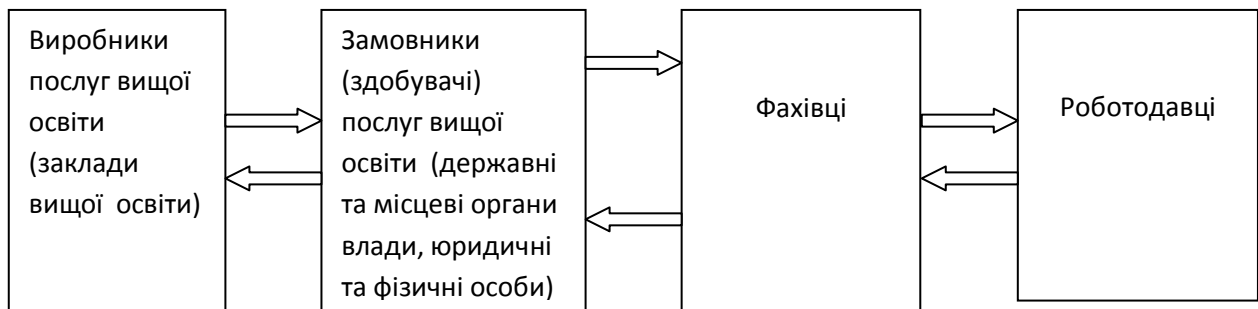 Виробники
послуг вищої
освіти
(заклади
вищої освіти)
Замовники
(здобувачі)
послуг вищої
освіти (державні
та місцеві органи
влади, юридичні
та фізичні особи)
Фахівці
Роботодавці